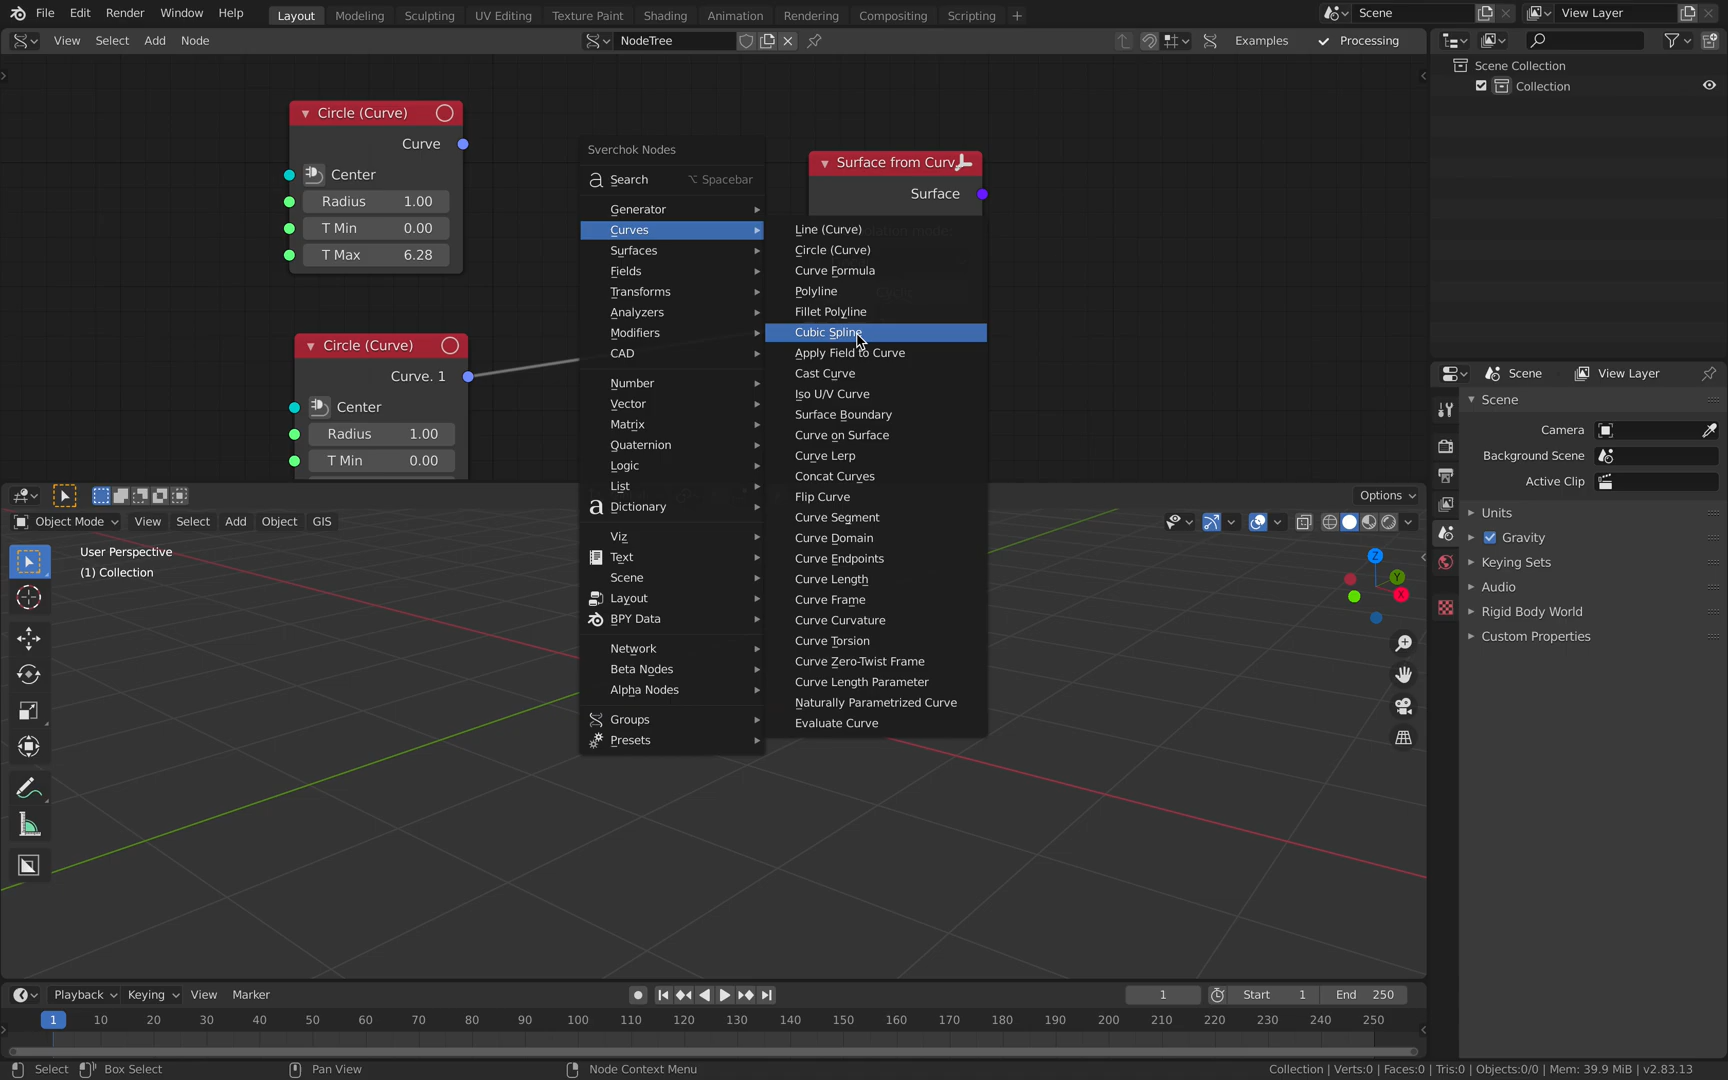 File Edit Render Window Help Layout Modeling Sculpting UV Editing Texture Paint Shading Animation Rendering Compositing Scripting + Scene View Layer
View Select Add Node NodeTree Examples Processing
Scene Collection
Collection
Circle (Curve)
Curve
Center
Radius 1.00
T Min 0.00
T Max 6.28
Circle (Curve)
Curve. 1
Center
Radius 1.00
T Min 0.00
Surface from Curv
Surface
Sverchok Nodes
Search ⌥ Spacebar
Generator
Curves
Surfaces
Fields
Transforms
Analyzers
Modifiers
CAD
Number
Vector
Matrix
Quaternion
Logic
List
Dictionary
Viz
Text
Scene
Layout
BPY Data
Network
Beta Nodes
Alpha Nodes
Groups
Presets
Line (Curve)
Circle (Curve)
Curve Formula
Polyline
Fillet Polyline
Cubic Spline
Apply Field to Curve
Cast Curve
Iso U/V Curve
Surface Boundary
Curve on Surface
Curve Lerp
Concat Curves
Flip Curve
Curve Segment
Curve Domain
Curve Endpoints
Curve Length
Curve Frame
Curve Curvature
Curve Torsion
Curve Zero-Twist Frame
Curve Length Parameter
Naturally Parametrized Curve
Evaluate Curve
Scene View Layer
Scene
Camera
Background Scene
Active Clip
Units
Gravity
Keying Sets
Audio
Rigid Body World
Custom Properties
Options
Object Mode View Select Add Object GIS
User Perspective
(1) Collection
Z
Y
X
Playback Keying View Marker 1 Start 1 End 250
1 10 20 30 40 50 60 70 80 90 100 110 120 130 140 150 160 170 180 190 200 210 220 230 240 250
Select Box Select Pan View Node Context Menu Collection | Verts:0 | Faces:0 | Tris:0 | Objects:0/0 | Mem: 39.9 MiB | v2.83.13